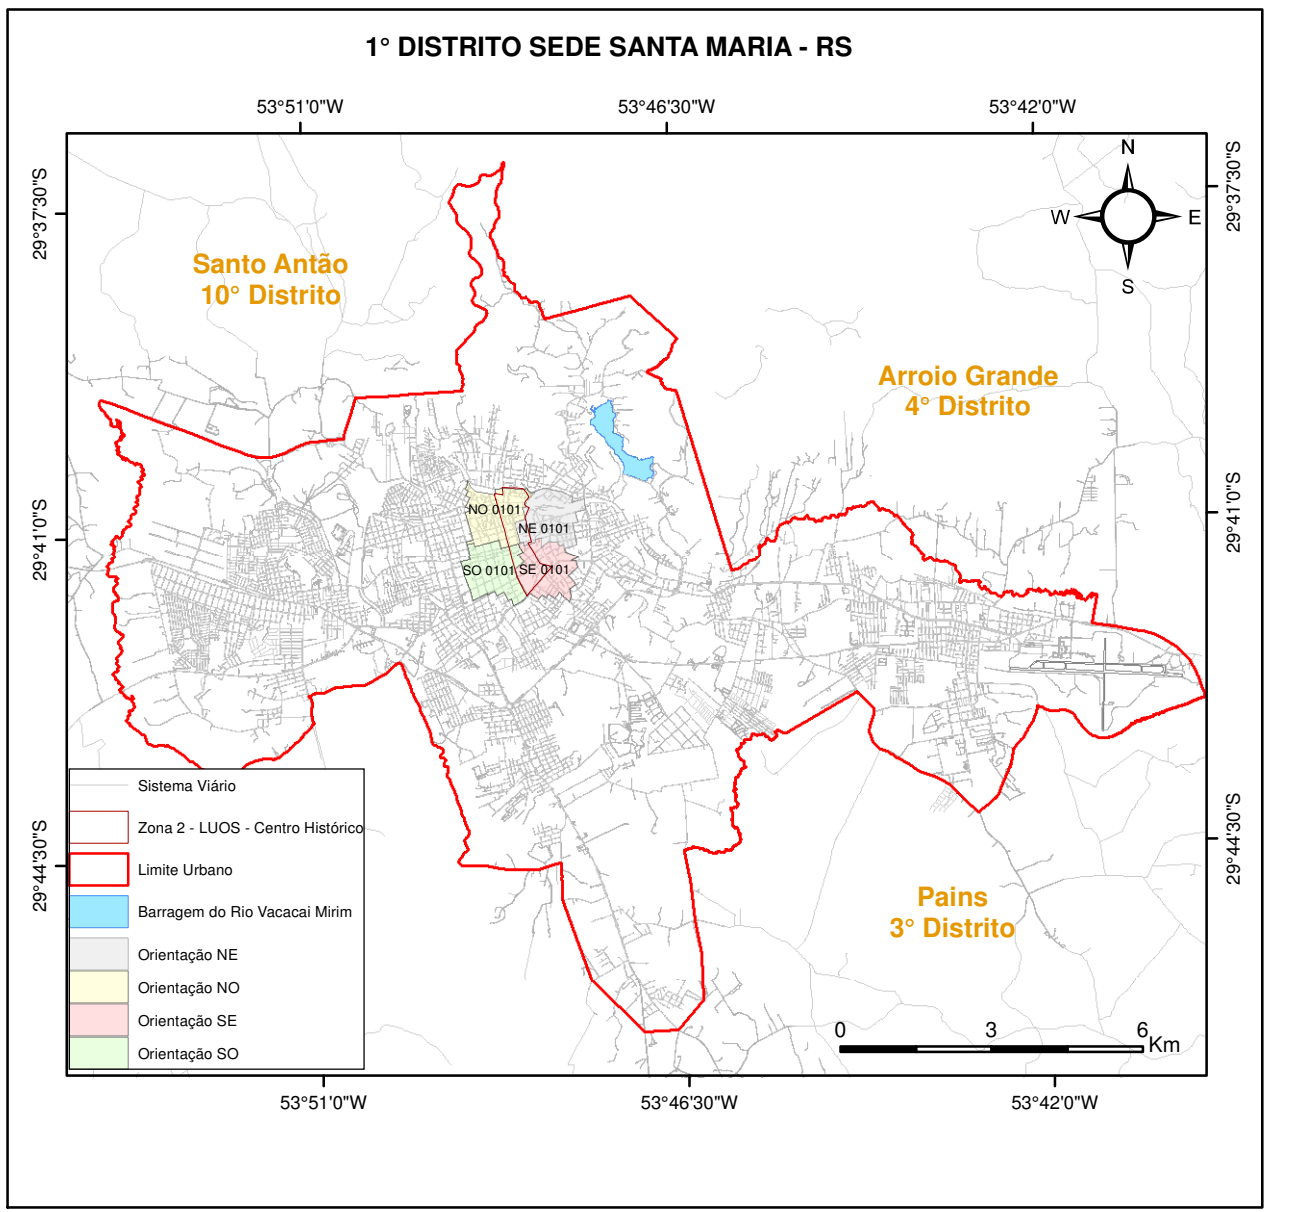 1° DISTRITO SEDE SANTA MARIA - RS
53°51'0"W
53°46'30"W
53°42'0"W
29°37'30"S
29°37'30"S
N
W
E
S
Santo Antão
10° Distrito
Arroio Grande
4° Distrito
NO 0101
NE 0101
SO 0101
SE 0101
29°41'0"S
29°41'0"S
Sistema Viário
Zona 2 - LUOS - Centro Histórico
Limite Urbano
Barragem do Rio Vacacai Mirim
Orientação NE
Orientação NO
Orientação SE
Orientação SO
29°44'30"S
29°44'30"S
Pains
3° Distrito
0
3
6
Km
53°51'0"W
53°46'30"W
53°42'0"W